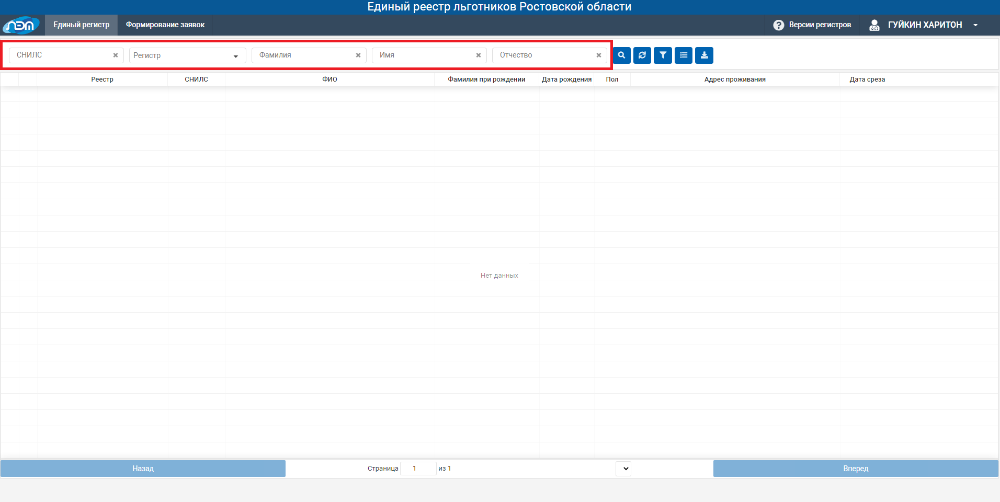 Единый реестр льготников Ростовской области
ЛДМ Единый регистр Формирование заявок Версии регистров ГУЙКИН ХАРИТОН
СНИЛС Регистр Фамилия Имя Отчество
Реестр СНИЛС ФИО Фамилия при рождении Дата рождения Пол Адрес проживания Дата среза
Нет данных
Назад Страница 1 из 1 Вперед